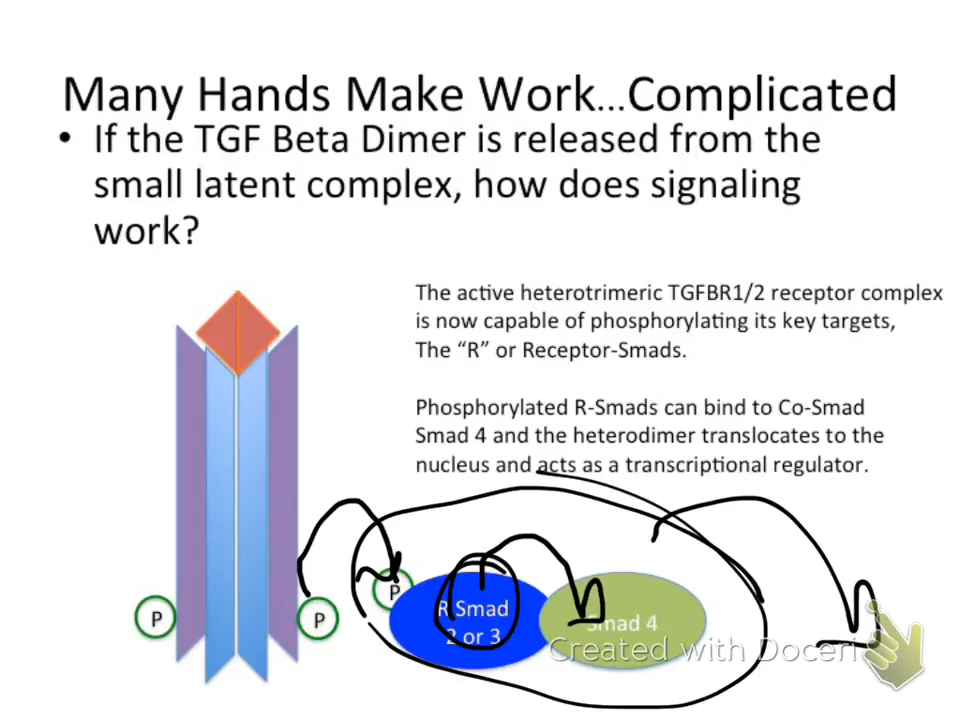 Many Hands Make Work...Complicated
• If the TGF Beta Dimer is released from the
small latent complex, how does signaling
work?
The active heterotrimeric TGFBR1/2 receptor complex
is now capable of phosphorylating its key targets,
The “R” or Receptor-Smads.
Phosphorylated R-Smads can bind to Co-Smad
Smad 4 and the heterodimer translocates to the
nucleus and acts as a transcriptional regulator.
P
P
P
R Smad
2 or 3
Smad 4
Created with Doceri